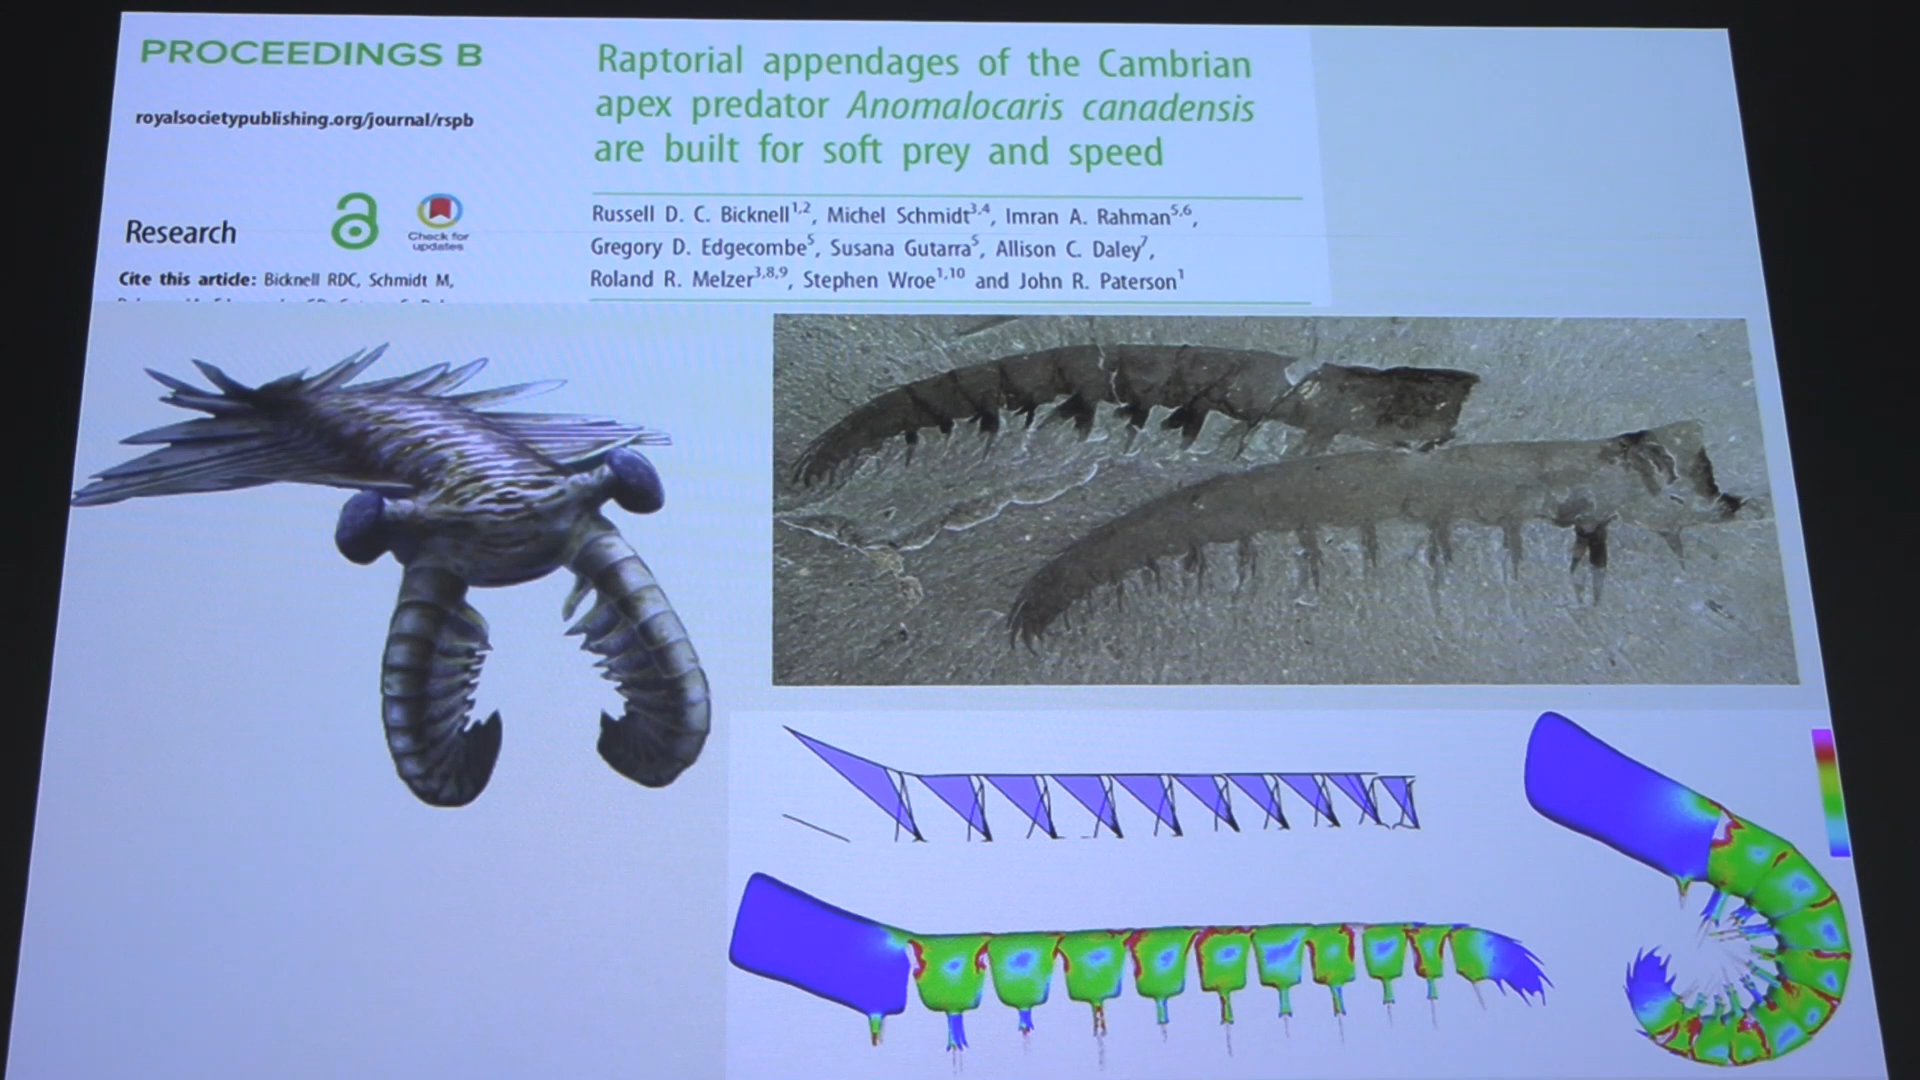 PROCEEDINGS B
royalsocietypublishing.org/journal/rspb
Research
Check for
updates
Cite this article: Bicknell RDC, Schmidt M,
Raptorial appendages of the Cambrian
apex predator Anomalocaris canadensis
are built for soft prey and speed
Russell D. C. Bicknell1,2, Michel Schmidt3,4, Imran A. Rahman5,6,
Gregory D. Edgecombe5, Susana Gutarra5, Allison C. Daley7,
Roland R. Melzer3,8,9, Stephen Wroe1,10 and John R. Paterson1